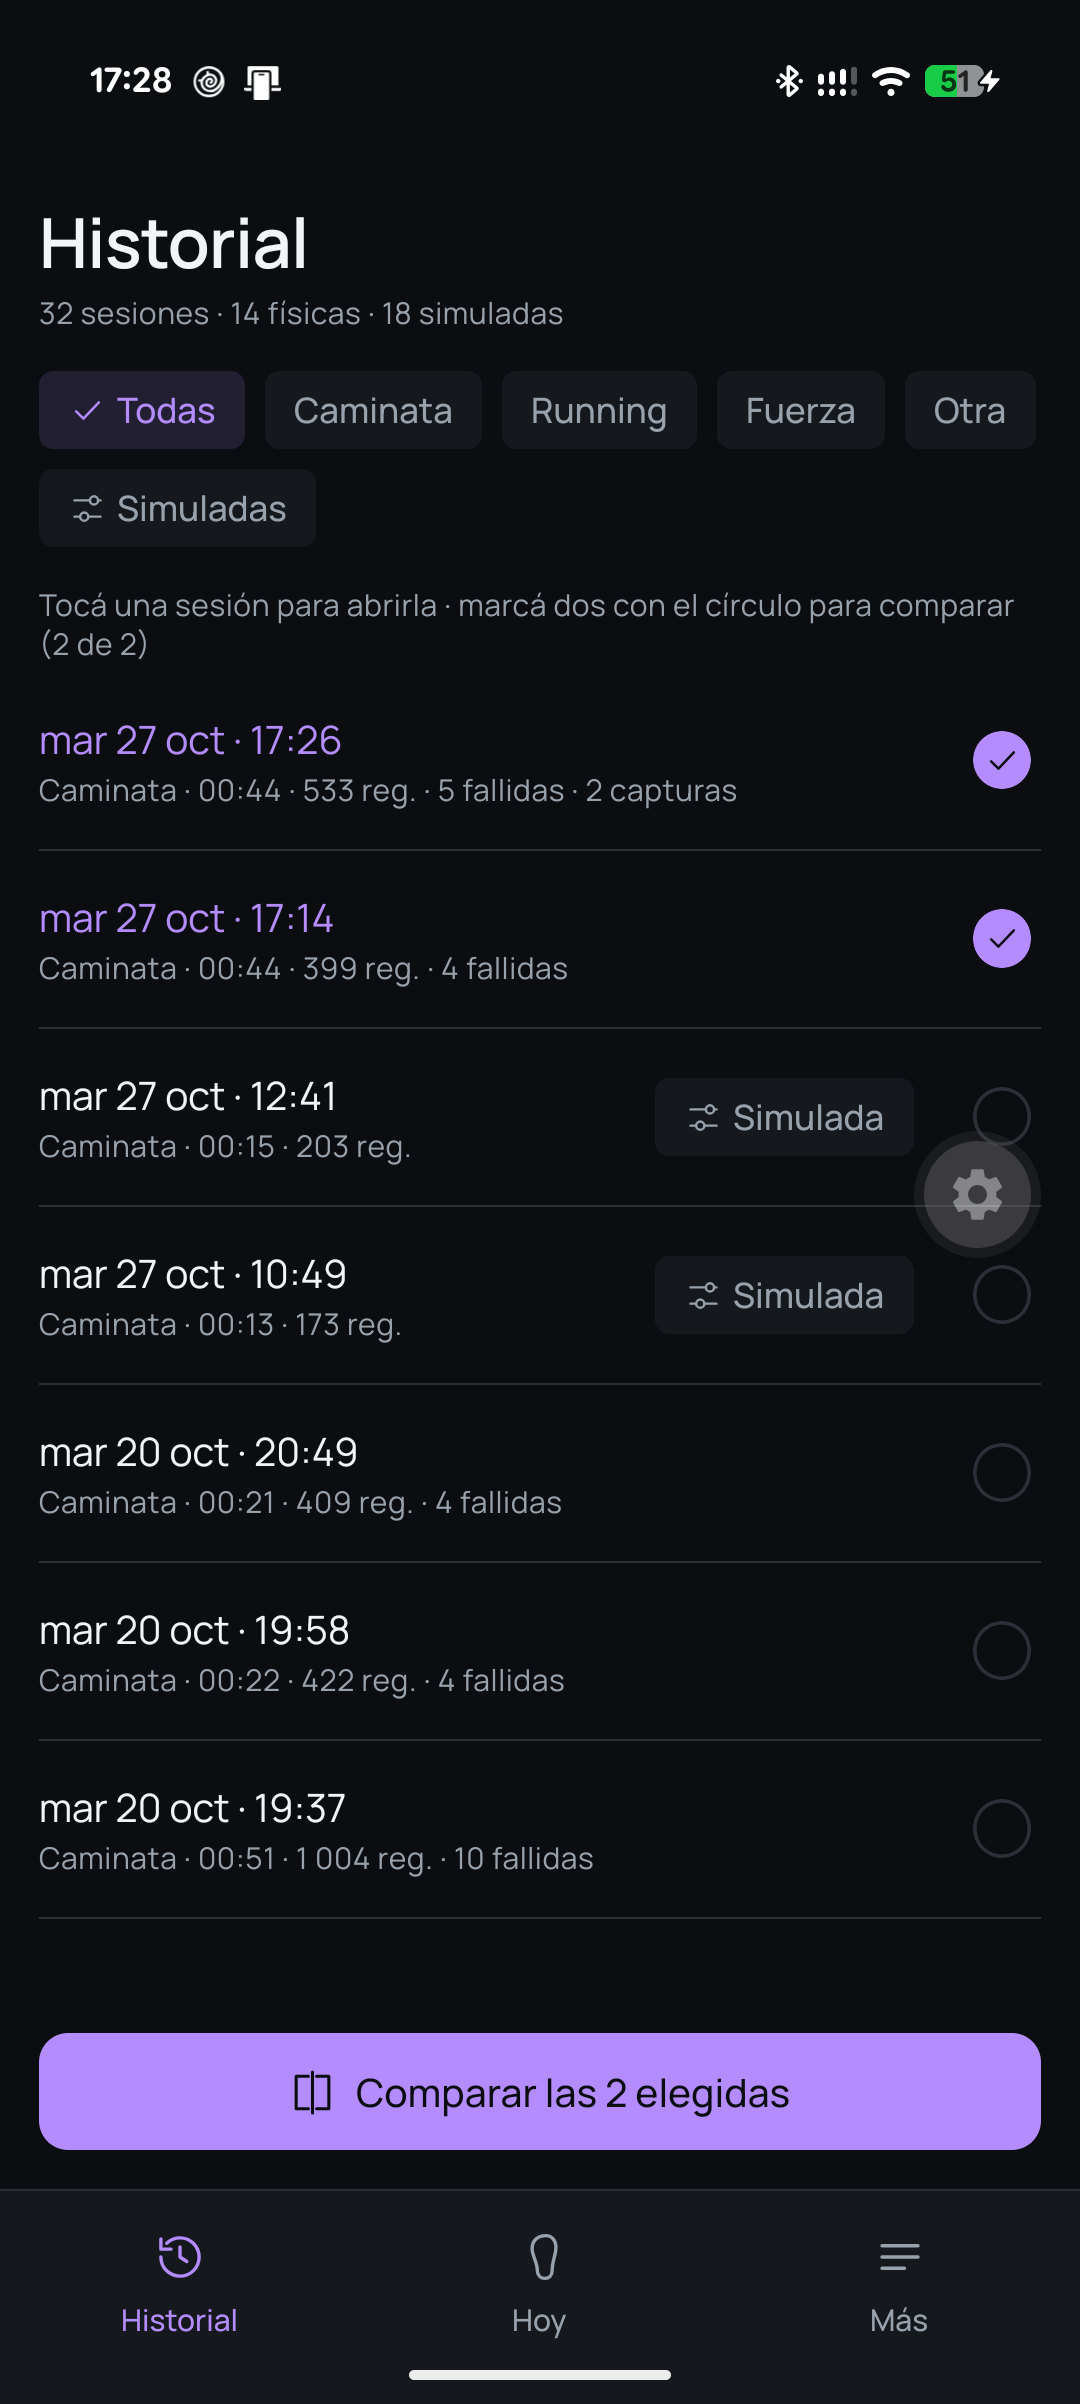 17:28
51
Historial
32 sesiones · 14 físicas · 18 simuladas
Todas
Caminata
Running
Fuerza
Otra
Simuladas
Tocá una sesión para abrirla · marcá dos con el círculo para comparar
(2 de 2)
mar 27 oct · 17:26
Caminata · 00:44 · 533 reg. · 5 fallidas · 2 capturas
mar 27 oct · 17:14
Caminata · 00:44 · 399 reg. · 4 fallidas
mar 27 oct · 12:41
Caminata · 00:15 · 203 reg.
Simulada
mar 27 oct · 10:49
Caminata · 00:13 · 173 reg.
Simulada
mar 20 oct · 20:49
Caminata · 00:21 · 409 reg. · 4 fallidas
mar 20 oct · 19:58
Caminata · 00:22 · 422 reg. · 4 fallidas
mar 20 oct · 19:37
Caminata · 00:51 · 1 004 reg. · 10 fallidas
Comparar las 2 elegidas
Historial
Hoy
Más